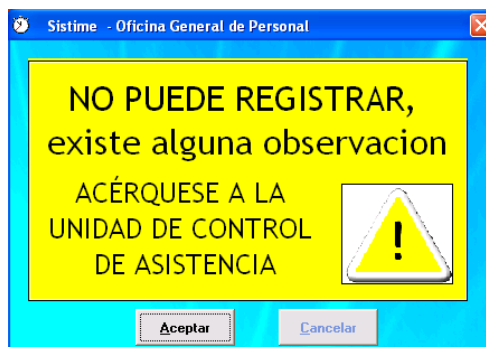 Sistime - Oficina General de Personal
NO PUEDE REGISTRAR,
existe alguna observacion
ACÉRQUESE A LA
UNIDAD DE CONTROL
DE ASISTENCIA
!
Aceptar
Cancelar